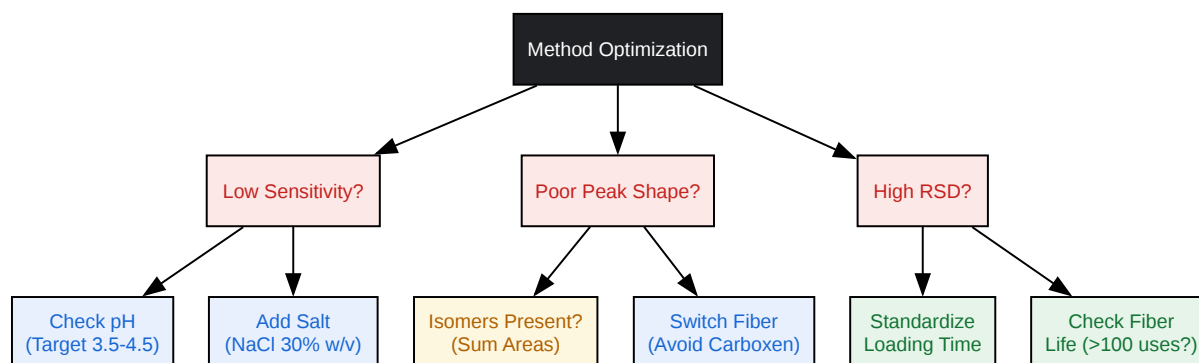 Method Optimization
Low Sensitivity?
Poor Peak Shape?
High RSD?
Check pH
(Target 3.5-4.5)
Add Salt
(NaCl 30% w/v)
Isomers Present?
(Sum Areas)
Switch Fiber
(Avoid Carboxen)
Standardize
Loading Time
Check Fiber
Life (>100 uses?)